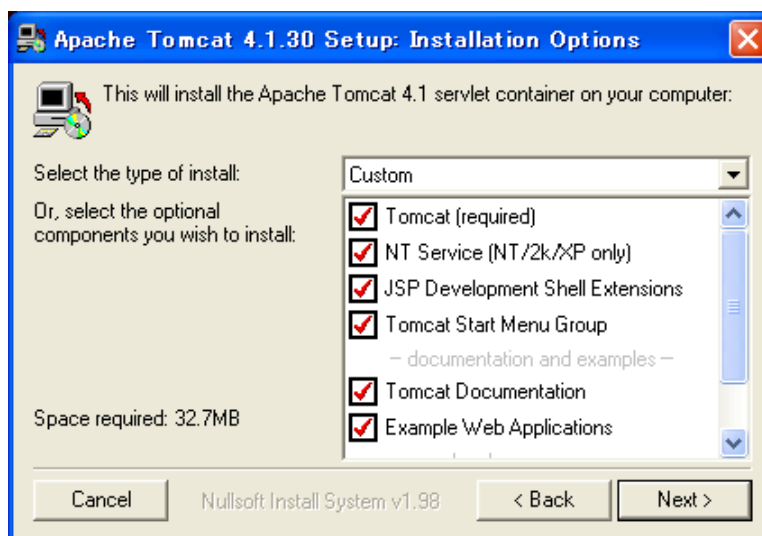 Apache Tomcat 4.1.30 Setup: Installation Options
This will install the Apache Tomcat 4.1 servlet container on your computer:
Select the type of install:
Custom
Or, select the optional
components you wish to install:
Tomcat (required)
NT Service (NT/2k/XP only)
JSP Development Shell Extensions
Tomcat Start Menu Group
– documentation and examples –
Tomcat Documentation
Example Web Applications
Space required: 32.7MB
Cancel
Nullsoft Install System v1.98
< Back
Next >